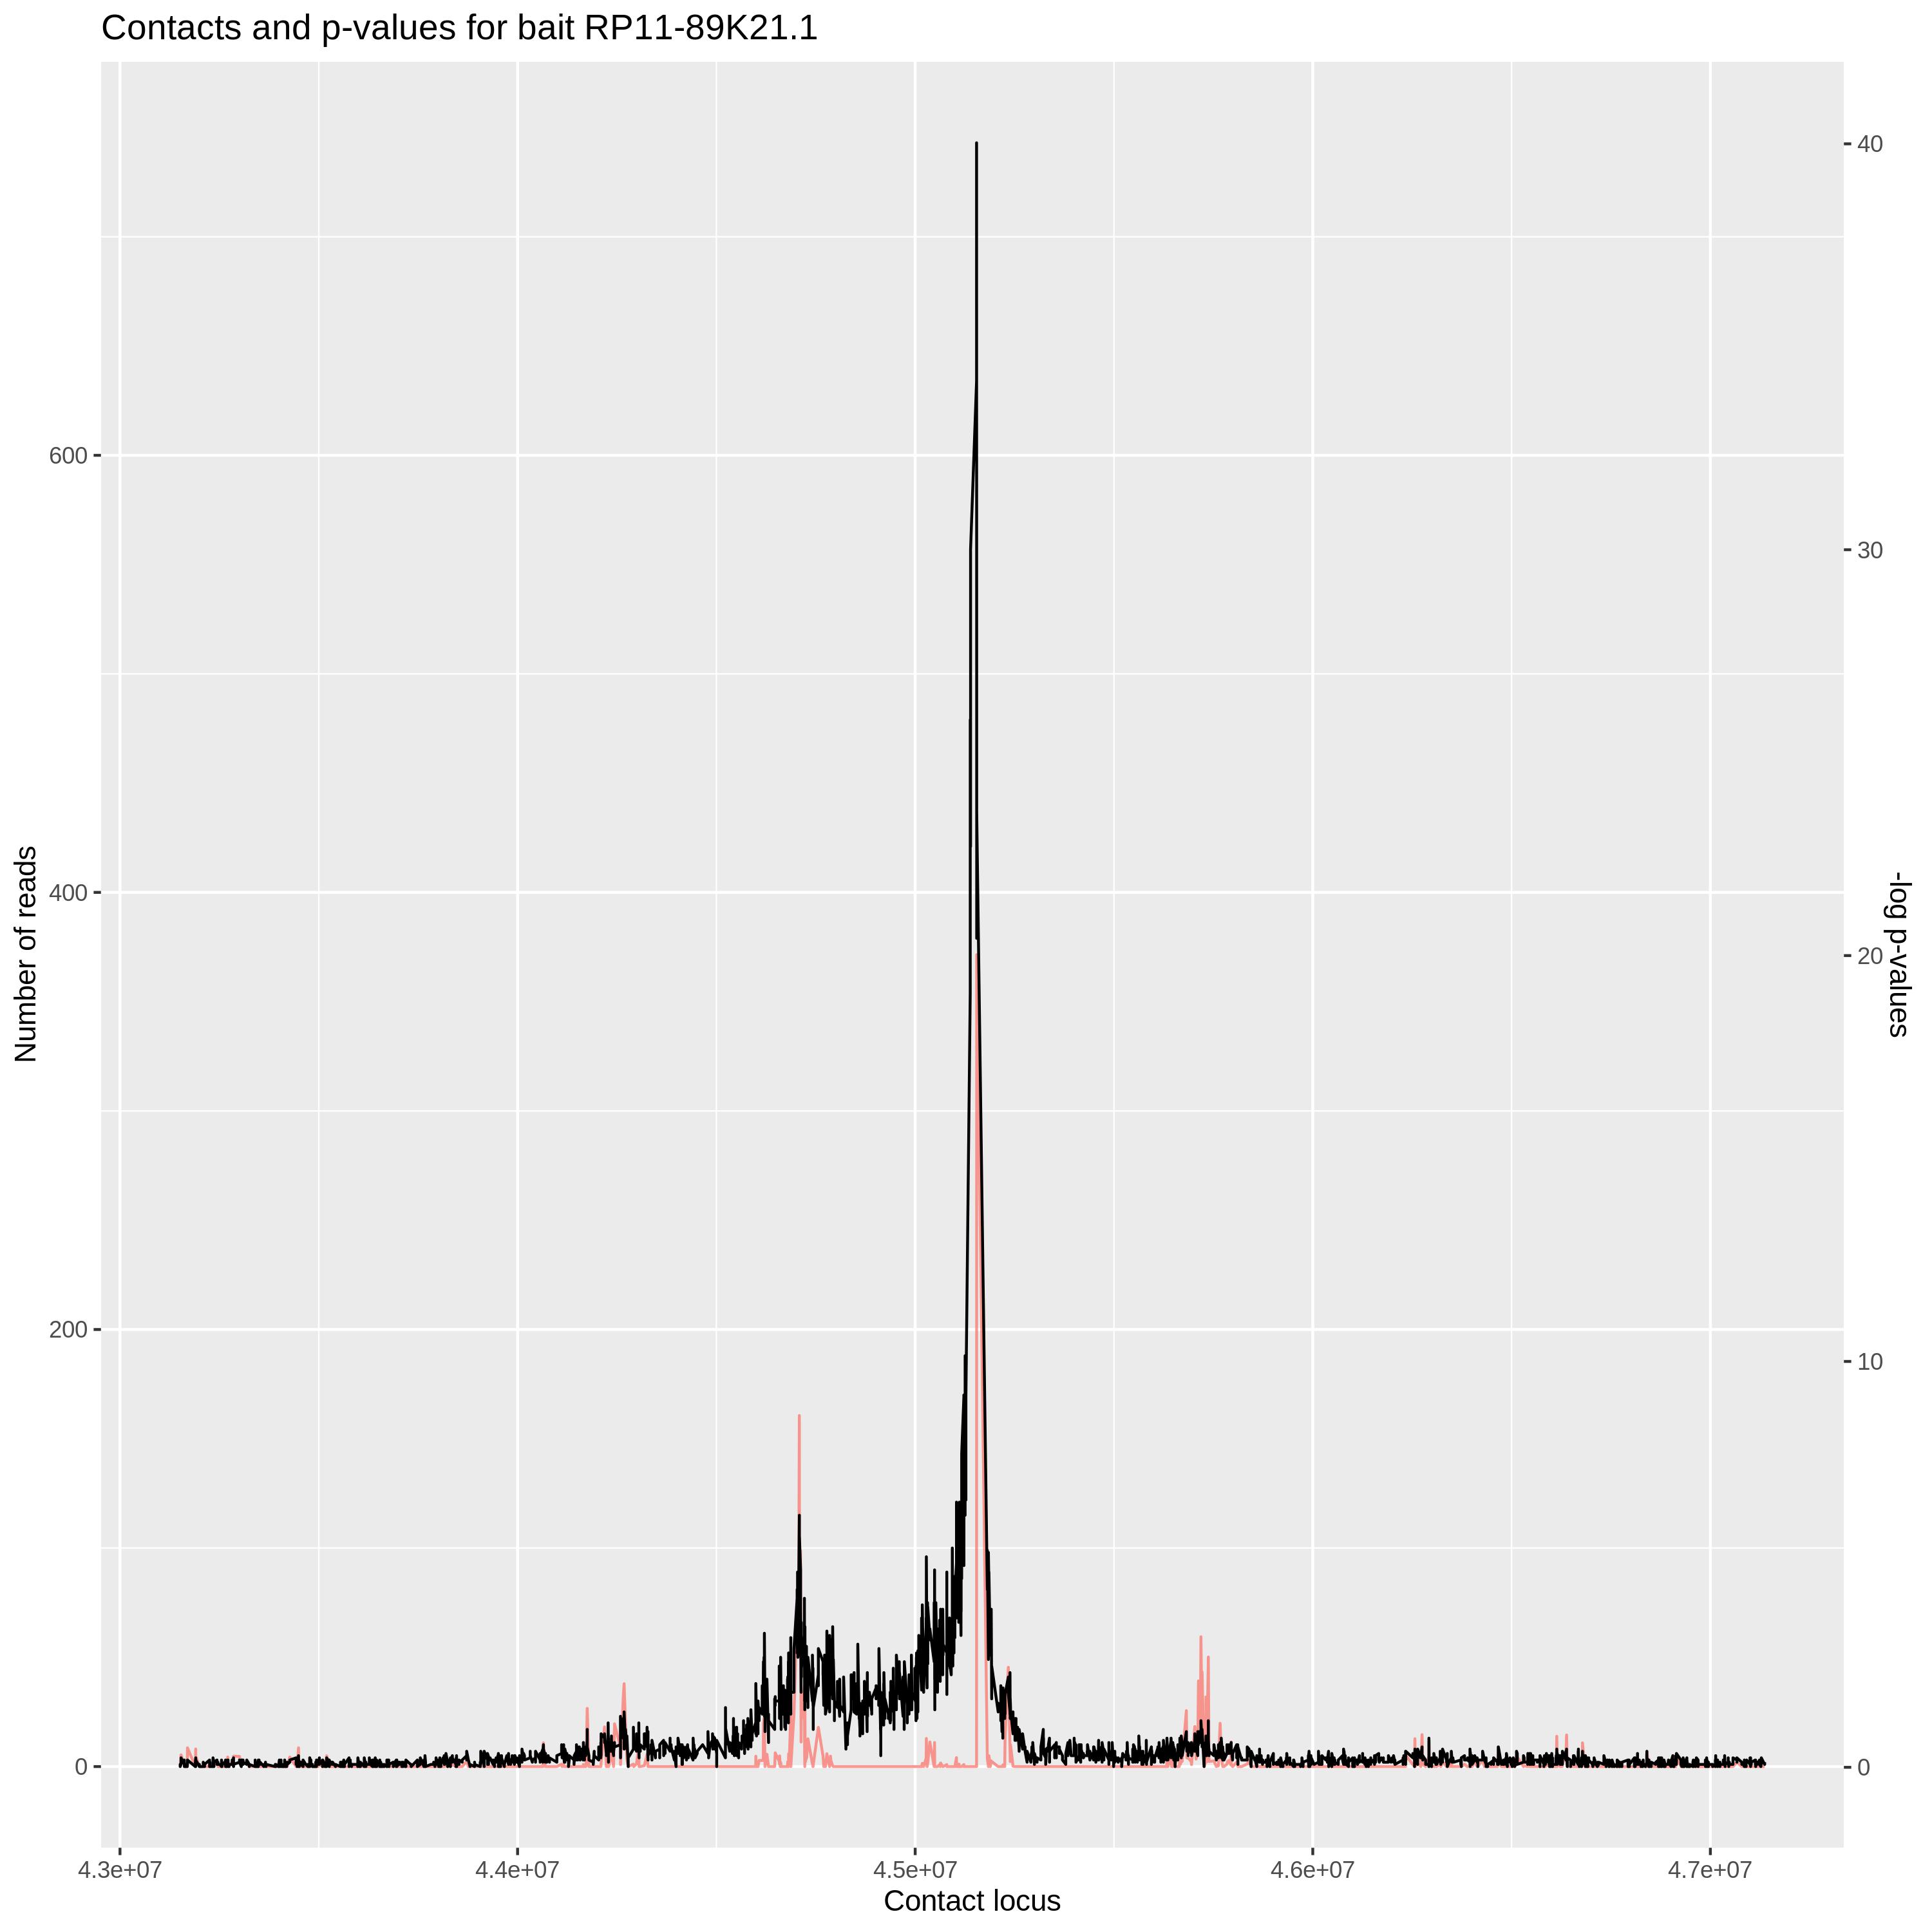 Contacts and p-values for bait RP11-89K21.1
Number of reads
600
400
200
0
40
30
20
10
0
-log p-values
4.3e+07 4.4e+07 4.5e+07 4.6e+07 4.7e+07
Contact locus